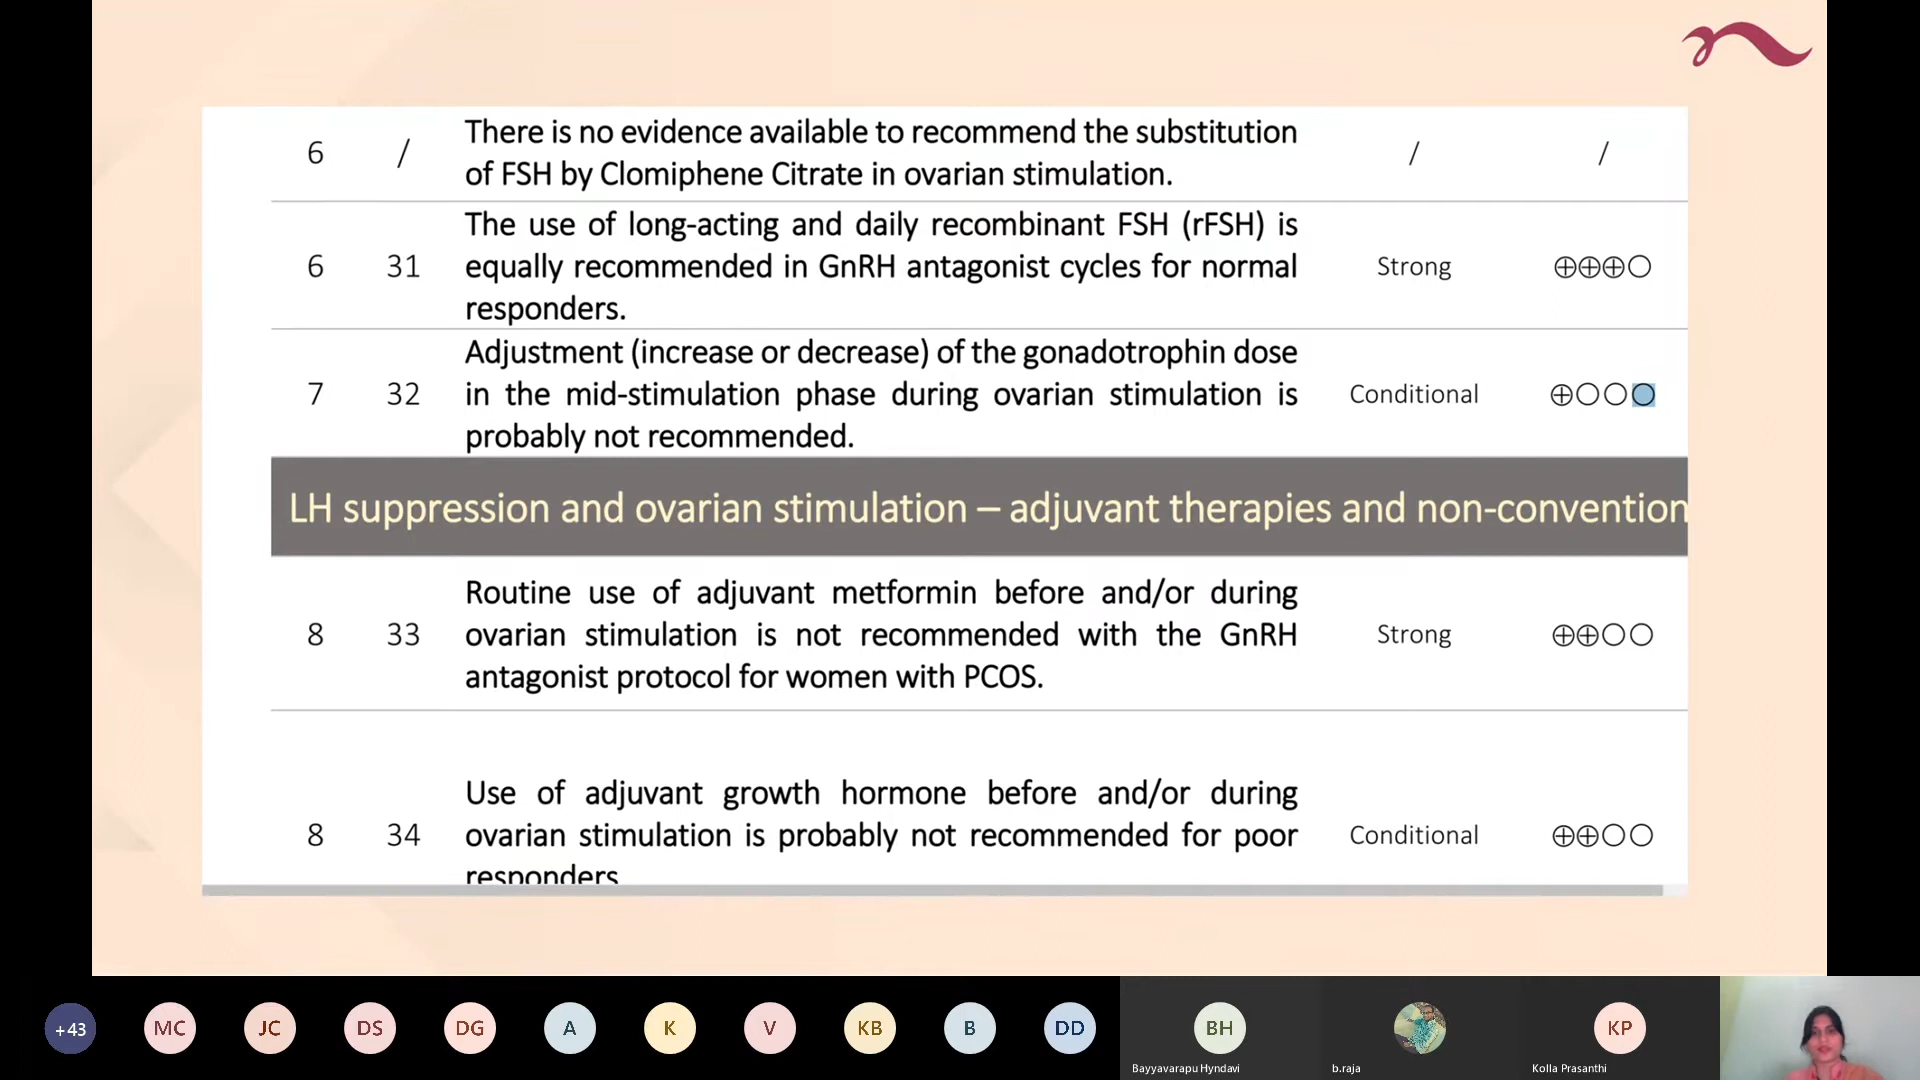 There is no evidence available to recommend the substitution
6 / of FSH by Clomiphene Citrate in ovarian stimulation. / /
The use of long-acting and daily recombinant FSH (rFSH) is
6 31 equally recommended in GnRH antagonist cycles for normal Strong ⊕⊕⊕○
responders.
Adjustment (increase or decrease) of the gonadotrophin dose
7 32 in the mid-stimulation phase during ovarian stimulation is Conditional ⊕○○○
probably not recommended.
LH suppression and ovarian stimulation – adjuvant therapies and non-convention
Routine use of adjuvant metformin before and/or during
8 33 ovarian stimulation is not recommended with the GnRH Strong ⊕⊕○○
antagonist protocol for women with PCOS.
Use of adjuvant growth hormone before and/or during
8 34 ovarian stimulation is probably not recommended for poor Conditional ⊕⊕○○
responders
+43 MC JC DS DG A K V KB B DD BH KP
Bayyavarapu Hyndavi b.raja Kolla Prasanthi